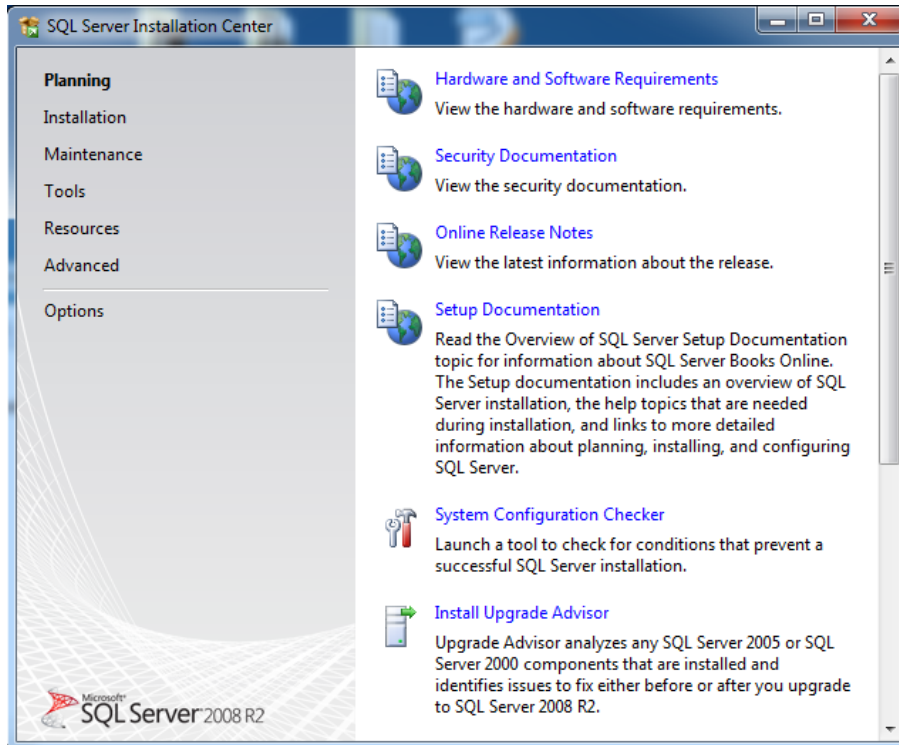 SQL Server Installation Center
Planning
Installation
Maintenance
Tools
Resources
Advanced
Options
Hardware and Software Requirements
View the hardware and software requirements.
Security Documentation
View the security documentation.
Online Release Notes
View the latest information about the release.
Setup Documentation
Read the Overview of SQL Server Setup Documentation
topic for information about SQL Server Books Online.
The Setup documentation includes an overview of SQL
Server installation, the help topics that are needed
during installation, and links to more detailed
information about planning, installing, and configuring
SQL Server.
System Configuration Checker
Launch a tool to check for conditions that prevent a
successful SQL Server installation.
Install Upgrade Advisor
Upgrade Advisor analyzes any SQL Server 2005 or SQL
Server 2000 components that are installed and
identifies issues to fix either before or after you upgrade
to SQL Server 2008 R2.
Microsoft®
SQL Server 2008 R2